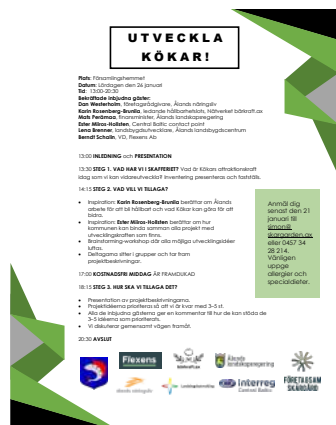 UTVECKLA
KÖKAR!
Plats: Församlingshemmet
Datum: Lördagen den 26 januari
Tid: 13:00-20:30
Bekräftade inbjudna gäster:
Dan Westerholm, företagsrådgivare, Ålands näringsliv
Karin Rosenberg-Brunila, ledande hållbarhetstolk, Nätverket bärkraft.ax
Mats Perämaa, finansminister, Ålands landskapsregering
Ester Miiros-Hollsten, Central Baltic contact point
Lena Brenner, landsbygdsutvecklare, Ålands landsbygdscentrum
Berndt Schalin, VD, Flexens Ab
13:00 INLEDNING och PRESENTATION
13:30 STEG 1. VAD HAR VI I SKAFFERIET? Vad är Kökars attraktionskraft
idag som vi kan vidareutveckla? Inventering presenteras och fastställs.
14:15 STEG 2. VAD VILL VI TILLAGA?
• Inspiration: Karin Rosenberg-Brunila berättar om Ålands
arbete för att bli hållbart och vad Kökar kan göra för att
bidra.
• Inspiration: Ester Miiros-Hollsten berättar om hur
kommunen kan binda samman alla projekt med
utvecklingskraften som finns.
• Brainstorming-workshop där alla möjliga utvecklingsidéer
luftas.
• Deltagarna sitter i grupper och tar fram
projektbeskrivningar.
17:00 KOSTNADSFRI MIDDAG ÄR FRAMDUKAD
18:15 STEG 3. HUR SKA VI TILLAGA DET?
• Presentation av projektbeskrivningarna.
• Projektidéerna prioriteras så att vi är kvar med 3-5 st.
• Alla de inbjudna gästerna ger en kommentar till hur de kan stöda de
3-5 idéerna som prioriterats.
• Vi diskuterar gemensamt vägen framåt.
20:30 AVSLUT
Anmäl dig
senast den 21
januari till
simon@
skargarden.ax
eller 0457 34
28 214.
Vänligen
uppge
allergier och
specialdieter.
Flexens
bärkraft.ax
Ålands
landskapsregering
Interreg
Central Baltic
FÖRETAGSAM
SKÄRGÅRD